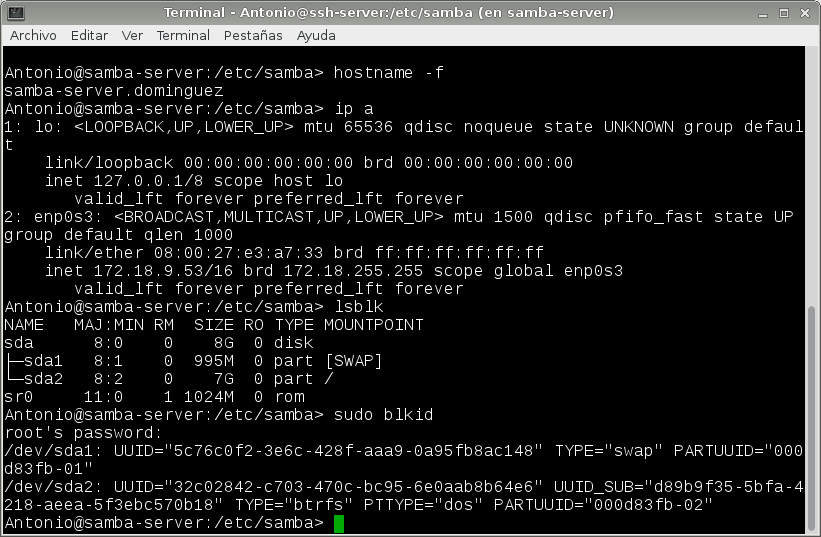 Terminal - Antonio@ssh-server:/etc/samba (en samba-server)
Archivo Editar Ver Terminal Pestañas Ayuda
Antonio@samba-server:/etc/samba> hostname -f
samba-server.dominguez
Antonio@samba-server:/etc/samba> ip a
1: lo: <LOOPBACK,UP,LOWER_UP> mtu 65536 qdisc noqueue state UNKNOWN group defaul
t
    link/loopback 00:00:00:00:00:00 brd 00:00:00:00:00:00
    inet 127.0.0.1/8 scope host lo
       valid_lft forever preferred_lft forever
2: enp0s3: <BROADCAST,MULTICAST,UP,LOWER_UP> mtu 1500 qdisc pfifo_fast state UP
group default qlen 1000
    link/ether 08:00:27:e3:a7:33 brd ff:ff:ff:ff:ff:ff
    inet 172.18.9.53/16 brd 172.18.255.255 scope global enp0s3
       valid_lft forever preferred_lft forever
Antonio@samba-server:/etc/samba> lsblk
NAME   MAJ:MIN RM  SIZE RO TYPE MOUNTPOINT
sda      8:0    0    8G  0 disk
├─sda1   8:1    0  995M  0 part [SWAP]
└─sda2   8:2    0    7G  0 part /
sr0     11:0    1 1024M  0 rom
Antonio@samba-server:/etc/samba> sudo blkid
root's password:
/dev/sda1: UUID="5c76c0f2-3e6c-428f-aaa9-0a95fb8ac148" TYPE="swap" PARTUUID="000
d83fb-01"
/dev/sda2: UUID="32c02842-c703-470c-bc95-6e0aab8b64e6" UUID_SUB="d89b9f35-5bfa-4
218-aeea-5f3ebc570b18" TYPE="btrfs" PTTYPE="dos" PARTUUID="000d83fb-02"
Antonio@samba-server:/etc/samba>